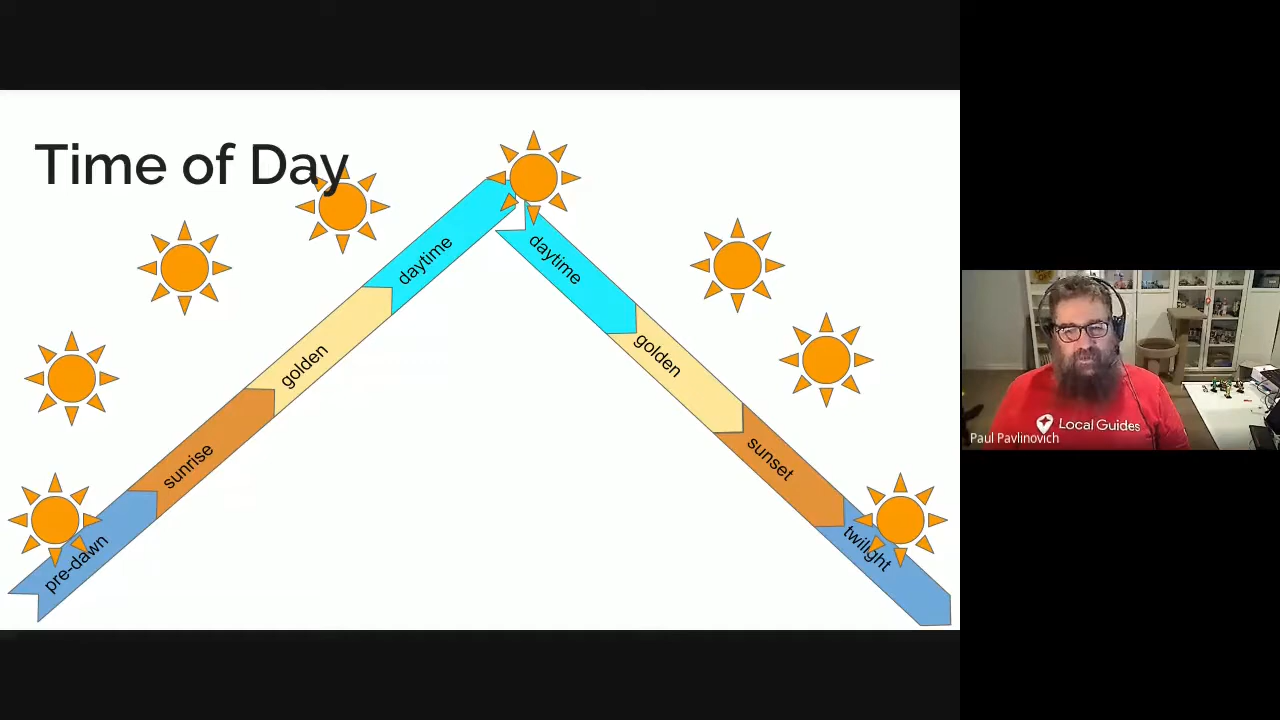 Time of Day
pre-dawn
sunrise
golden
daytime
daytime
golden
sunset
twilight
Local Guides
Paul Pavlinovich